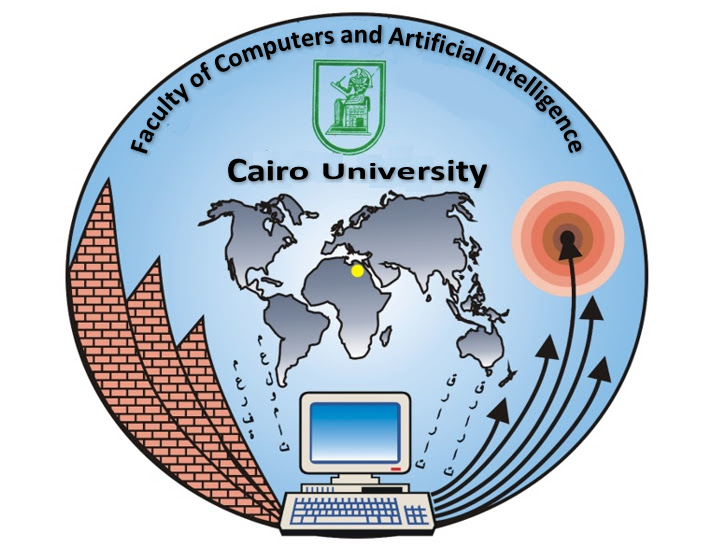 Faculty of Computers and Artificial Intelligence
Cairo University
م ع ر ف ة
م ع ل و م ا ت